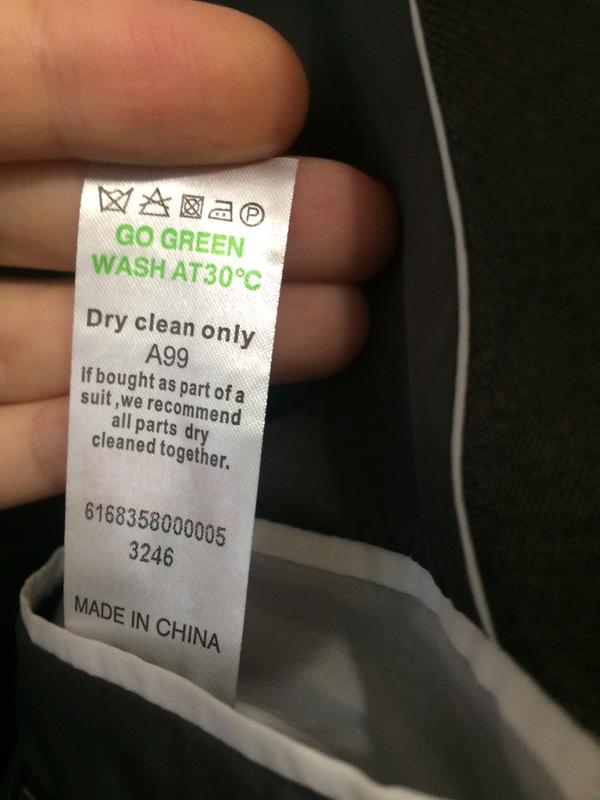 P
GO GREEN
WASH AT30°C
Dry clean only
A99
If bought as part of a
suit ,we recommend
all parts dry
cleaned together.
6168358000005
3246
MADE IN CHINA